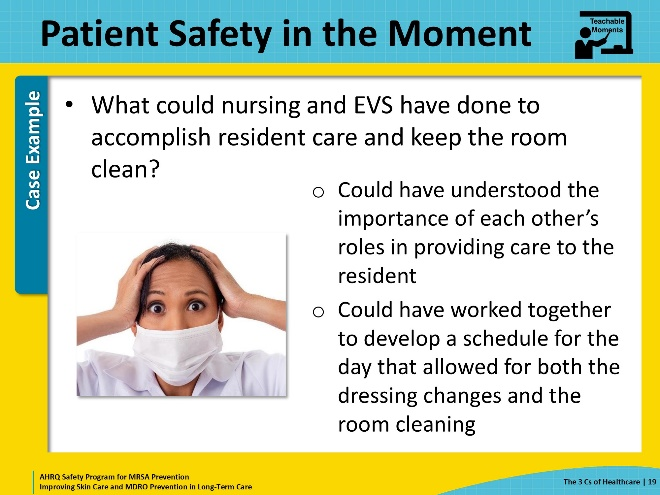 Patient Safety in the Moment
Teachable
Moments
Case Example
• What could nursing and EVS have done to
accomplish resident care and keep the room
clean?
o Could have understood the
importance of each other’s
roles in providing care to the
resident
o Could have worked together
to develop a schedule for the
day that allowed for both the
dressing changes and the
room cleaning
AHRQ Safety Program for MRSA Prevention
Improving Skin Care and MDRO Prevention in Long-Term Care
The 3 Cs of Healthcare | 19